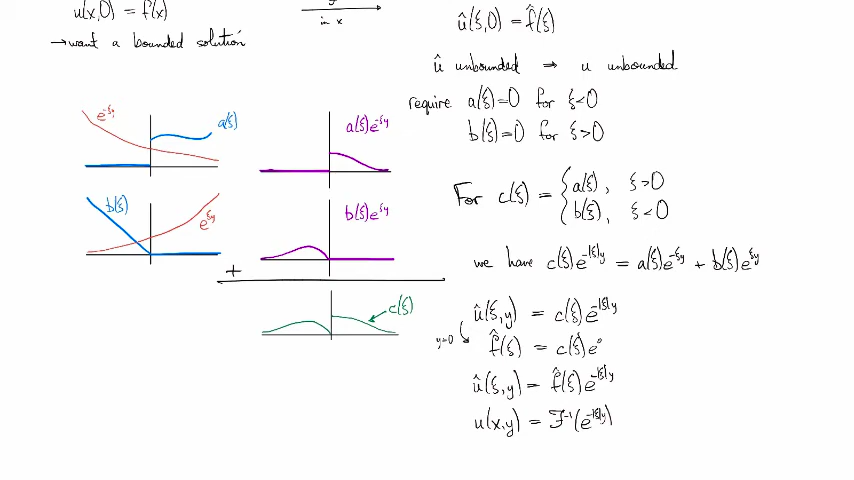 u(x,0) = f(x)
→ want a bounded solution
in x
û(ξ,0) = f̂(ξ)
û unbounded ⇒ u unbounded
require a(ξ)=0 for ξ<0
b(ξ)=0 for ξ>0
e^{-ξy}
a(ξ)
a(ξ)e^{-ξy}
b(ξ)
e^{ξy}
b(ξ)e^{ξy}
+
c(ξ)
For c(ξ) = { a(ξ), ξ>0
b(ξ), ξ<0
we have c(ξ)e^{-|ξ|y} = a(ξ)e^{-ξy} + b(ξ)e^{ξy}
û(ξ,y) = c(ξ)e^{-|ξ|y}
y=0
f̂(ξ) = c(ξ)e^0
û(ξ,y) = f̂(ξ)e^{-|ξ|y}
u(x,y) = ℱ^{-1}(e^{-|ξ|y})